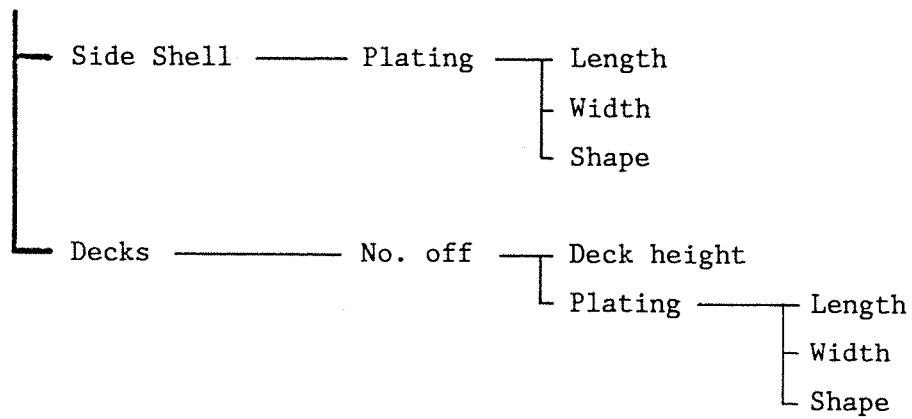 Side Shell Plating Length
Width
Shape
Decks No. off Deck height
Plating Length
Width
Shape